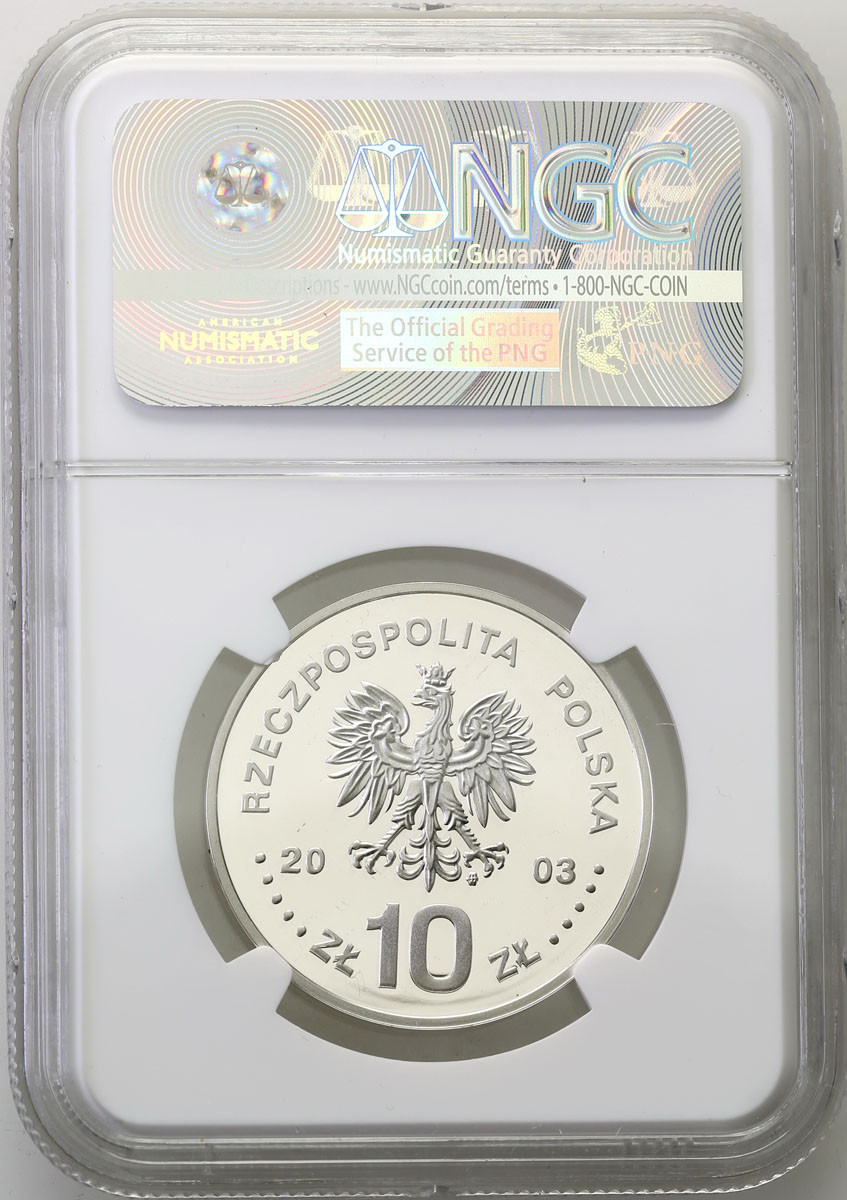 NGC
Numismatic Guaranty Corporation
- www.NGCcoin.com/terms • 1-800-NGC-COIN
AMERICAN
NUMISMATIC
ASSOCIATION
The Official Grading
Service of the PNG
PNG
RZECZPOSPOLITA POLSKA
20 03
ZŁ 10 ZŁ